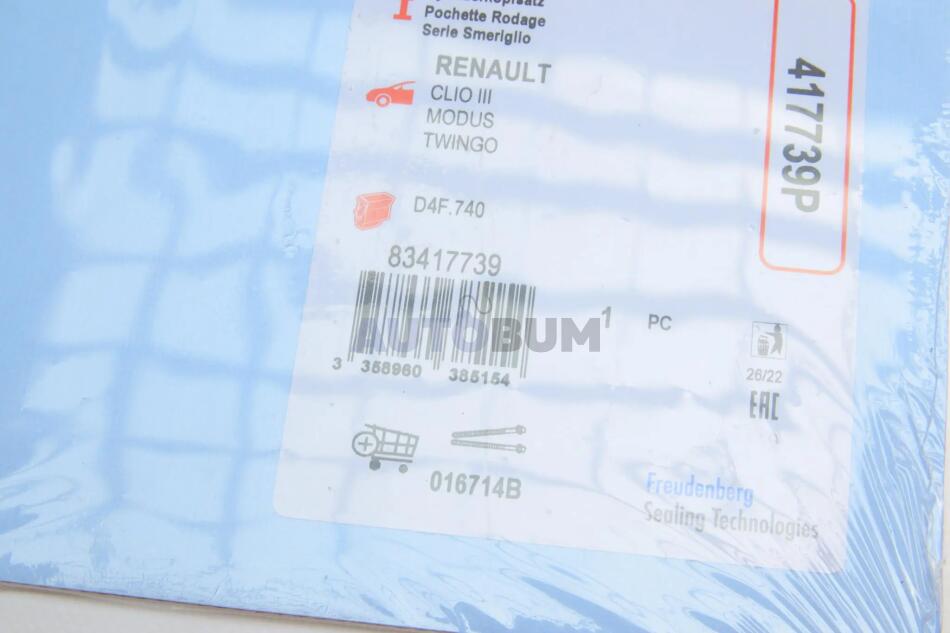 Pochette Rodage
Serie Smeriglio
417739P
RENAULT
CLIO III
MODUS
TWINGO
D4F.740
83417739
AUTOBUM
1 PC
3 358960 385154
26/22
EAC
016714B
Freudenberg
Sealing Technologies